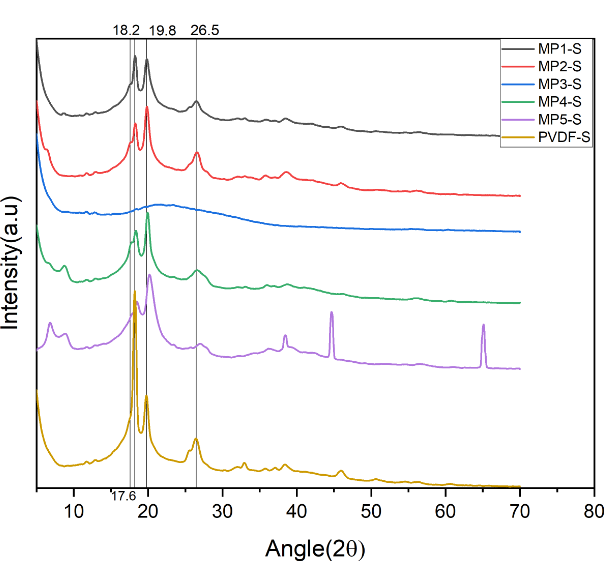 18.2 19.8 26.5
MP1-S
MP2-S
MP3-S
MP4-S
MP5-S
PVDF-S
Intensity(a.u)
17.6
10 20 30 40 50 60 70 80
Angle(2θ)